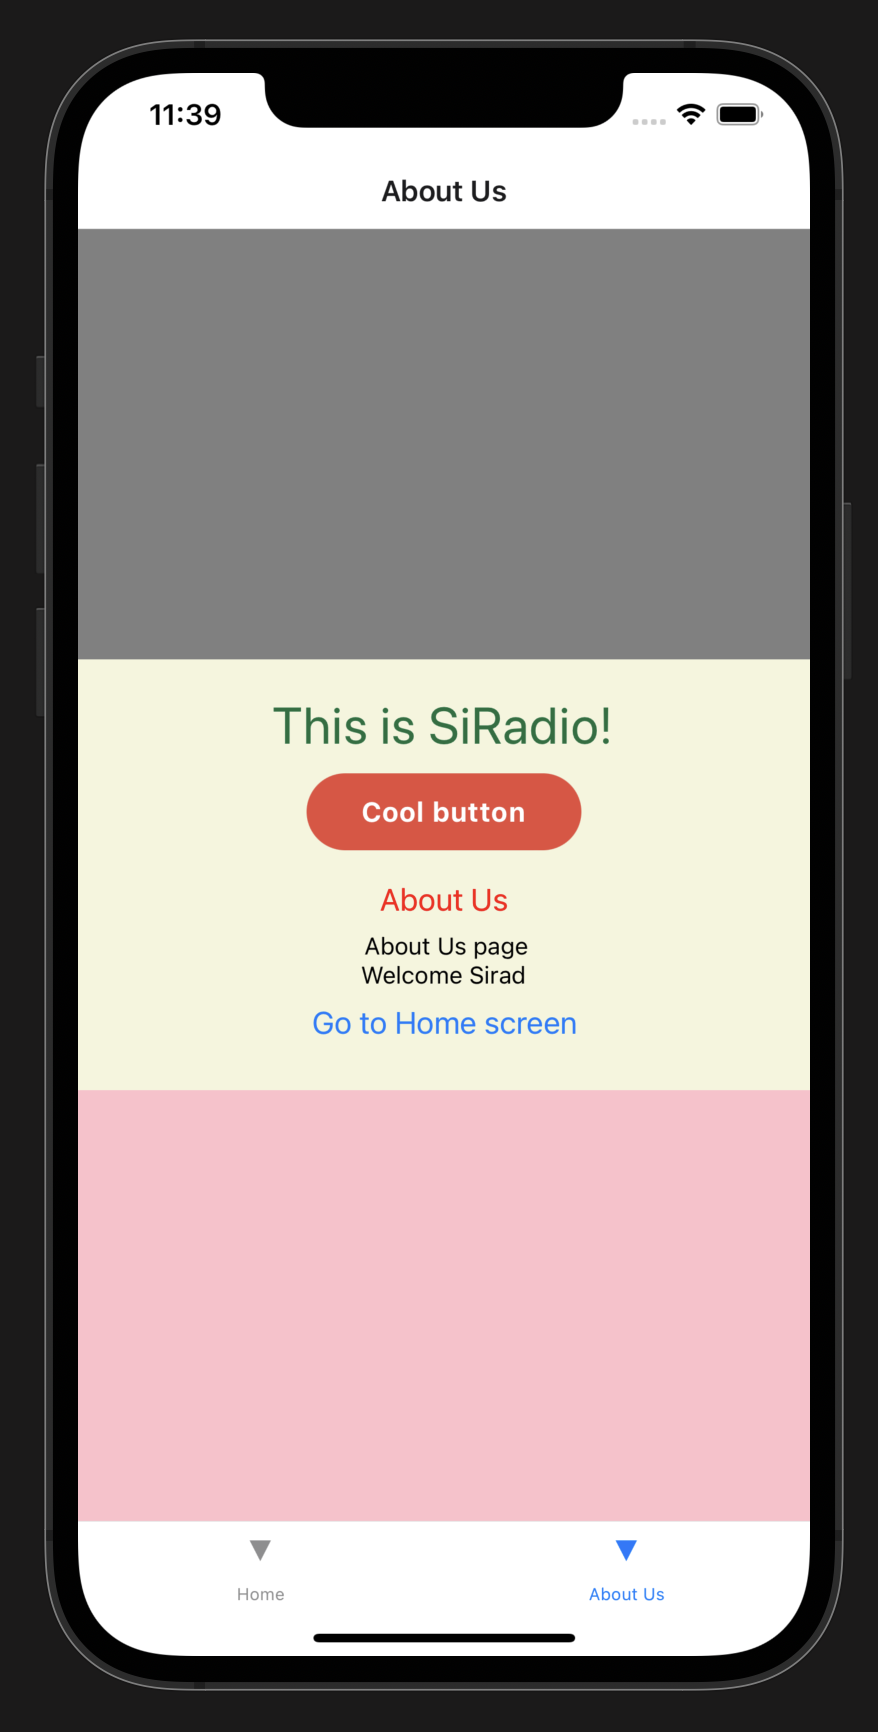 11:39
About Us
This is SiRadio!
Cool button
About Us
About Us page
Welcome Sirad
Go to Home screen
Home
About Us